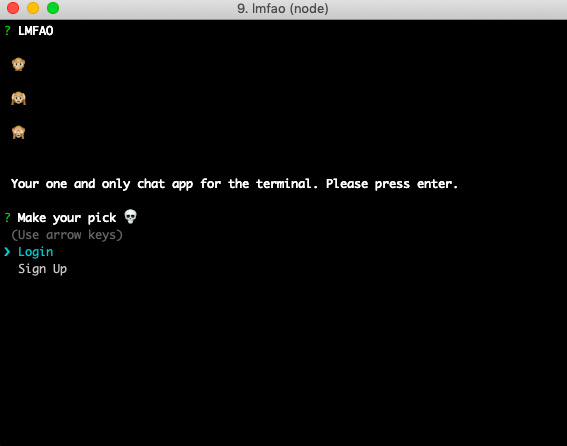 9. lmfao (node)
? LMFAO
🙊
🙉
🙈
Your one and only chat app for the terminal. Please press enter.
? Make your pick 💀
(Use arrow keys)
❯ Login
Sign Up